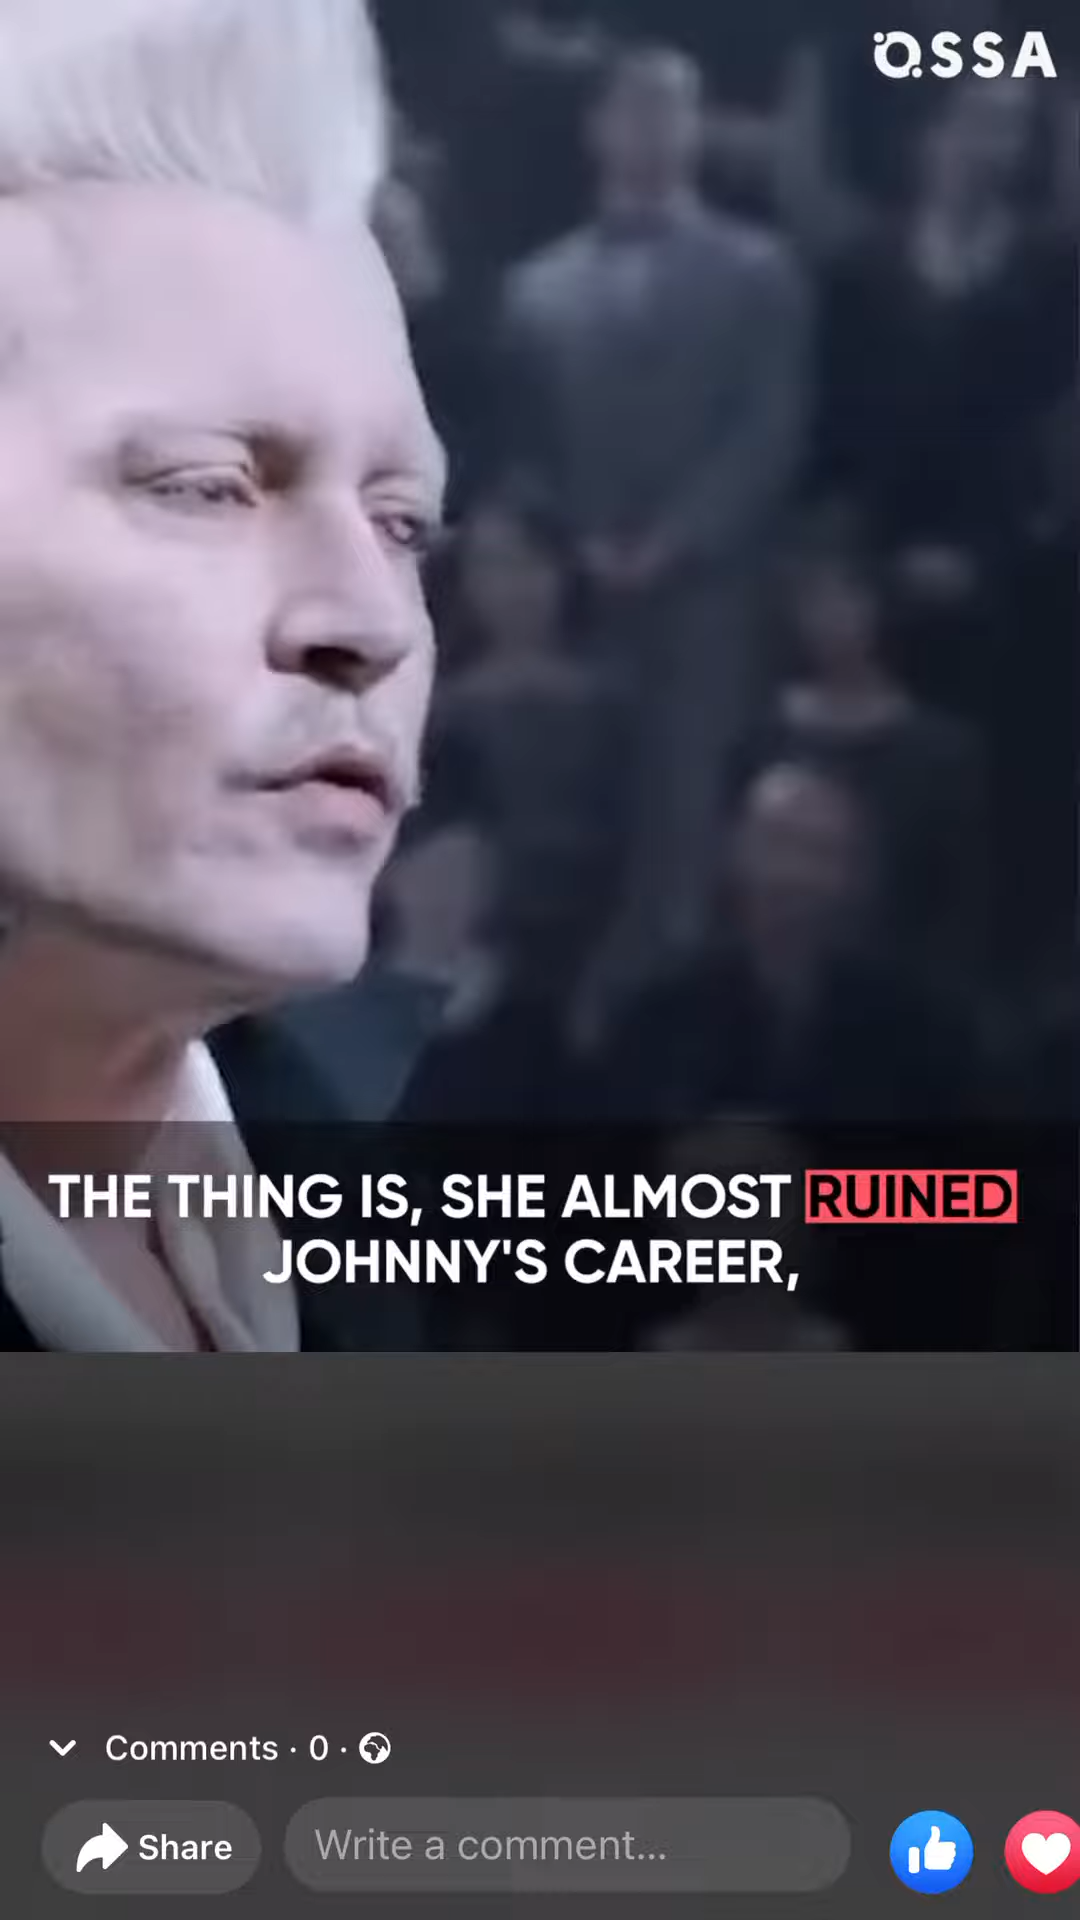 OSSA
THE THING IS, SHE ALMOST RUINED
JOHNNY'S CAREER,
Comments · 0 ·
Share
Write a comment...